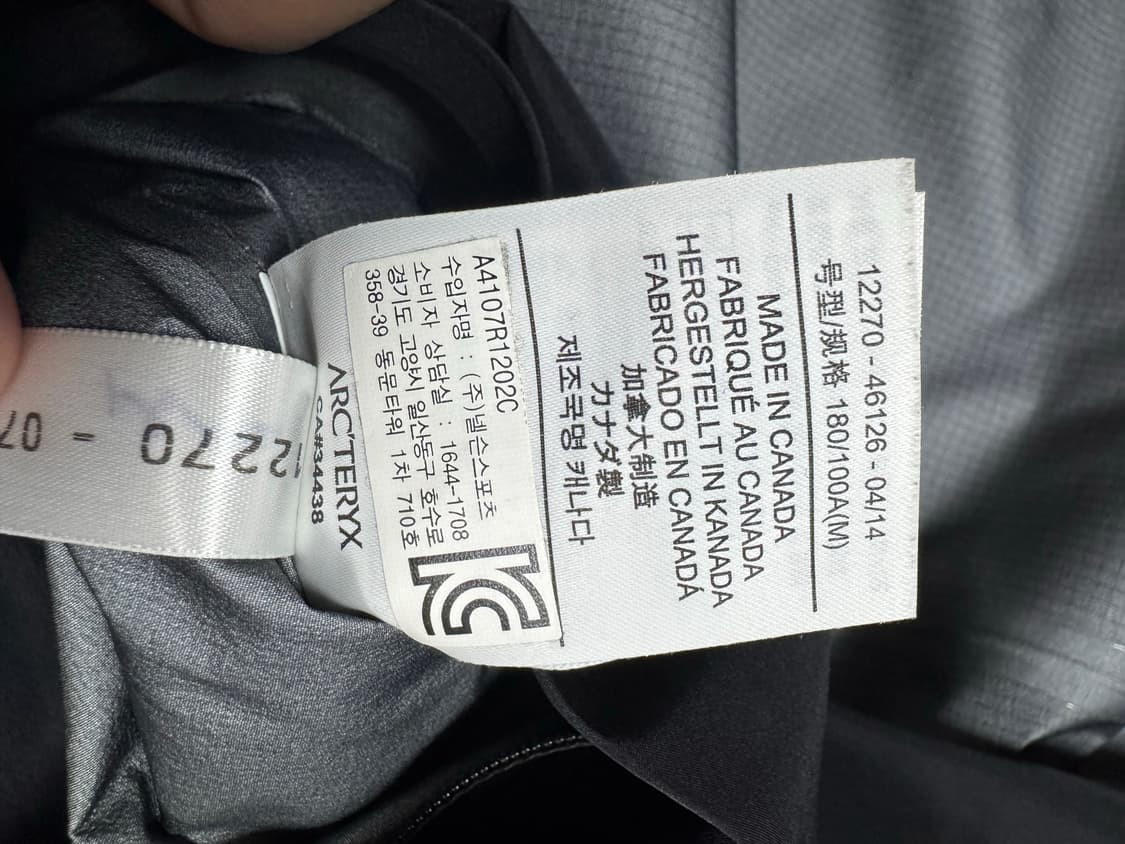 12270 - 46126 - 04/14
号型/规格 180/100A(M)
MADE IN CANADA
FABRIQUÉ AU CANADA
HERGESTELLT IN KANADA
FABRICADO EN CANADÁ
加拿大制造
カナダ製
제조국명 캐나다
A4107R1202C
수입자명 : (주)넬슨스포츠
소비자 상담실 : 1644-1708
경기도 고양시 일산동구 호수로
358-39 동문타워 1차 710호
KC
ARC'TERYX
CA#34438
12270 - 07